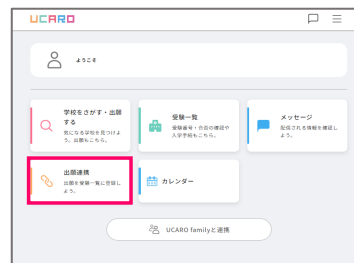 UCARO
ようこそ
学校をさがす・出願
する
気になる学校を見つけよ
う。出願もこちら。
受験一覧
受験番号・合否の確認や
入学手続もこちら。
メッセージ
配信される情報を確認し
よう。
出願連携
出願を受験一覧に登録し
よう。
カレンダー
UCARO familyと連携